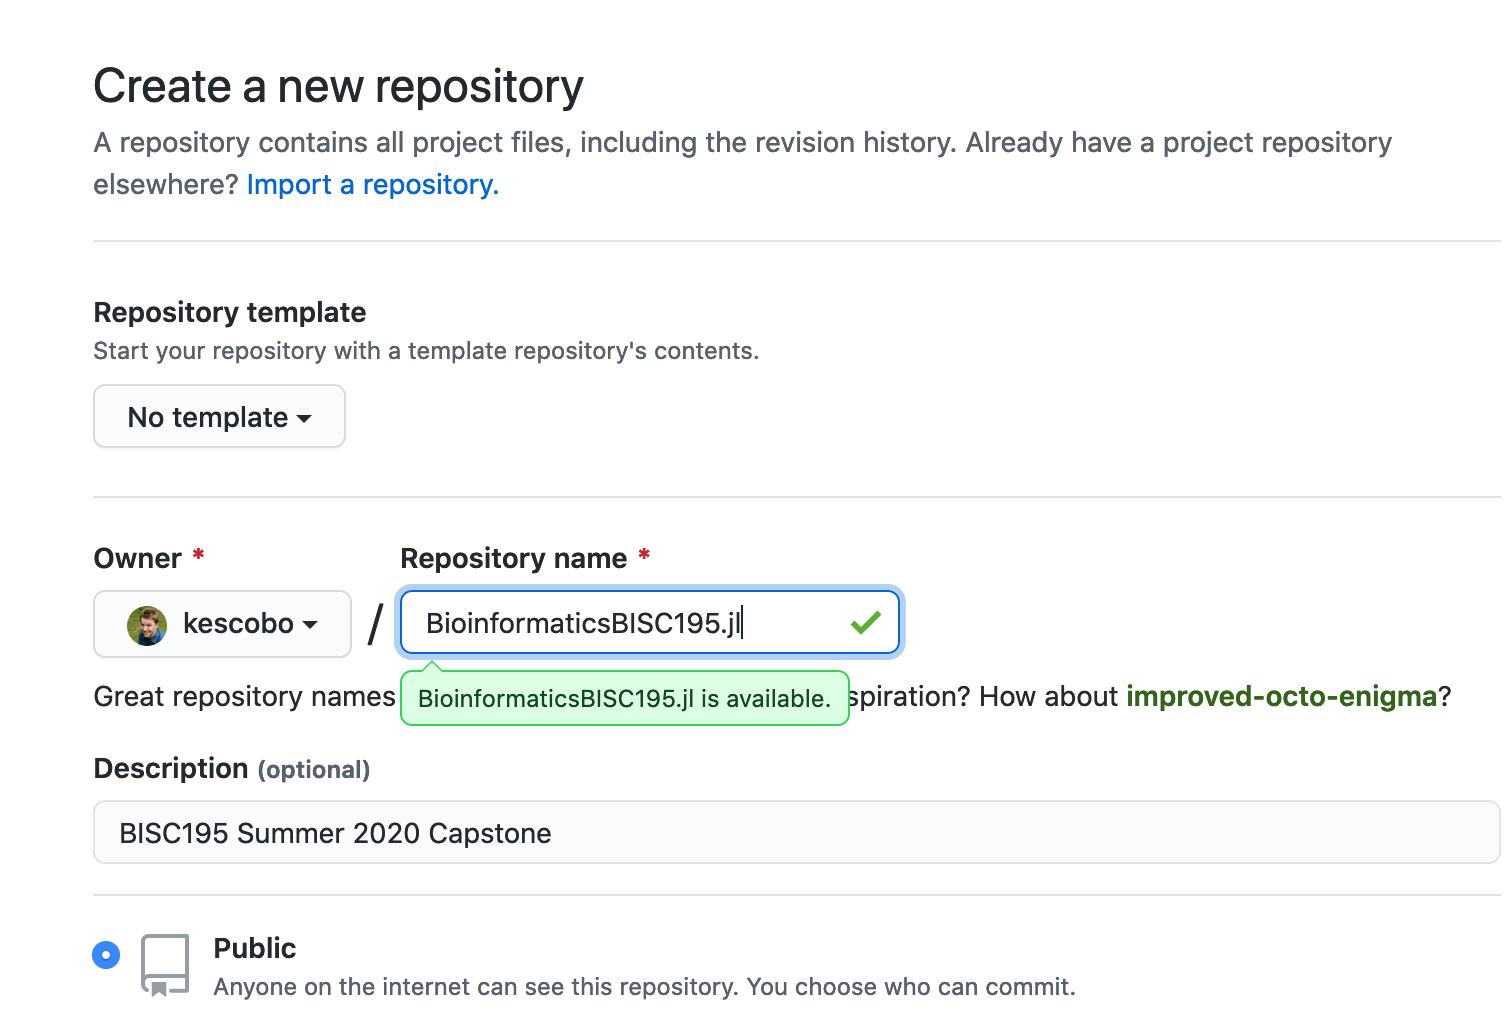 Create a new repository
A repository contains all project files, including the revision history. Already have a project repository
elsewhere? Import a repository.
Repository template
Start your repository with a template repository's contents.
No template
Owner *
Repository name *
kescobo
/
BioinformaticsBISC195.jl
BioinformaticsBISC195.jl is available.
Great repository names spiration? How about improved-octo-enigma?
Description (optional)
BISC195 Summer 2020 Capstone
Public
Anyone on the internet can see this repository. You choose who can commit.